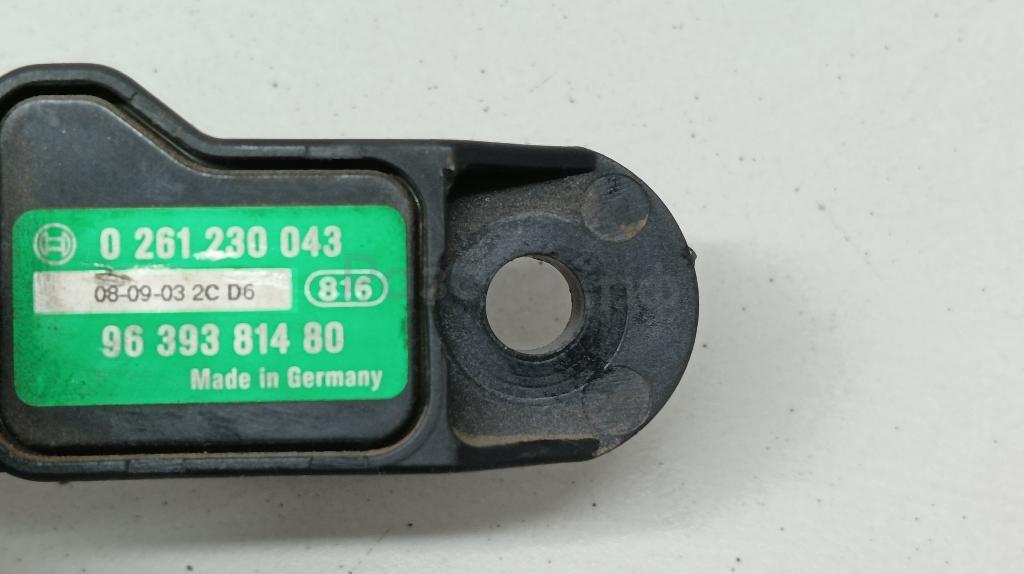 0 261 230 043
08-09-03 2C D6 816
96 393 814 80
Made in Germany